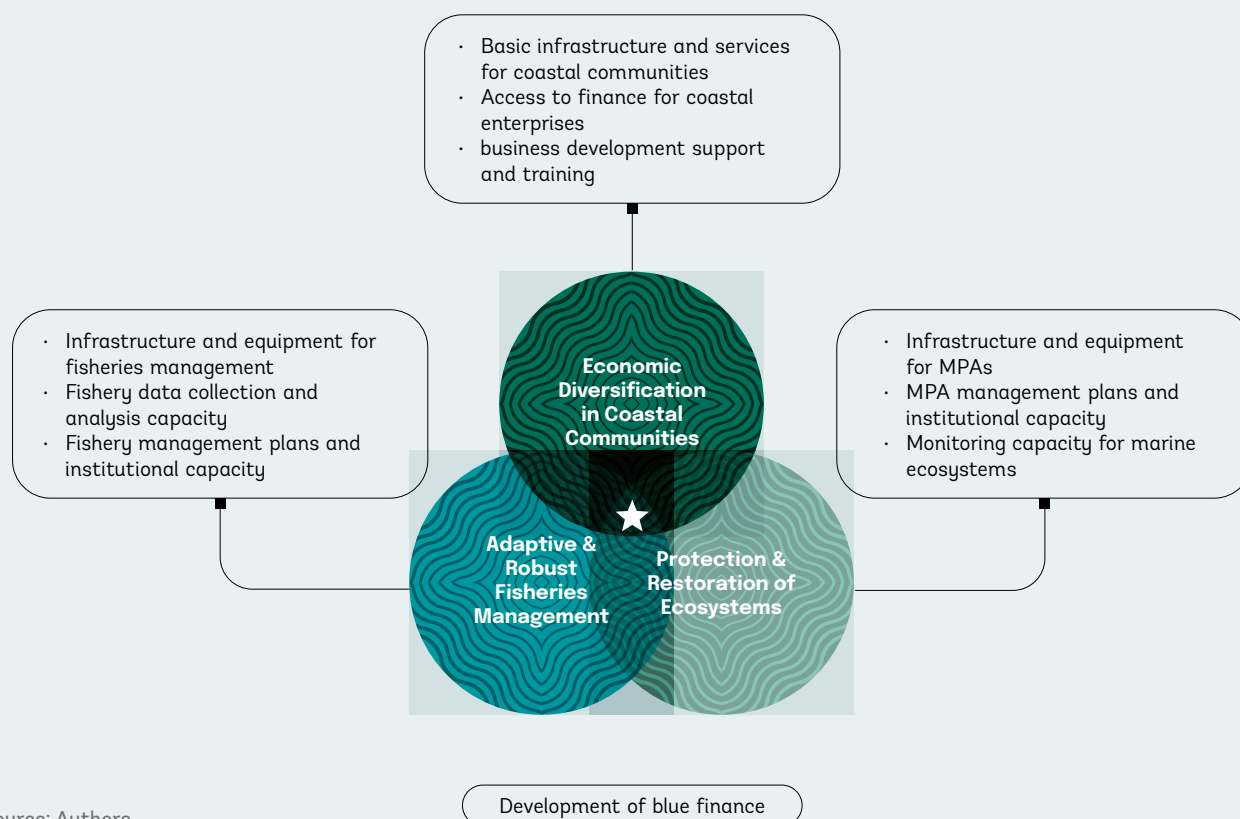 · Basic infrastructure and services
for coastal communities
· Access to finance for coastal
enterprises
· business development support
and training
· Infrastructure and equipment for
fisheries management
· Fishery data collection and
analysis capacity
· Fishery management plans and
institutional capacity
· Infrastructure and equipment
for MPAs
· MPA management plans and
institutional capacity
· Monitoring capacity for marine
ecosystems
Economic
Diversification
in Coastal
Communities
Adaptive &
Robust
Fisheries
Management
Protection &
Restoration of
Ecosystems
Development of blue finance
Authors